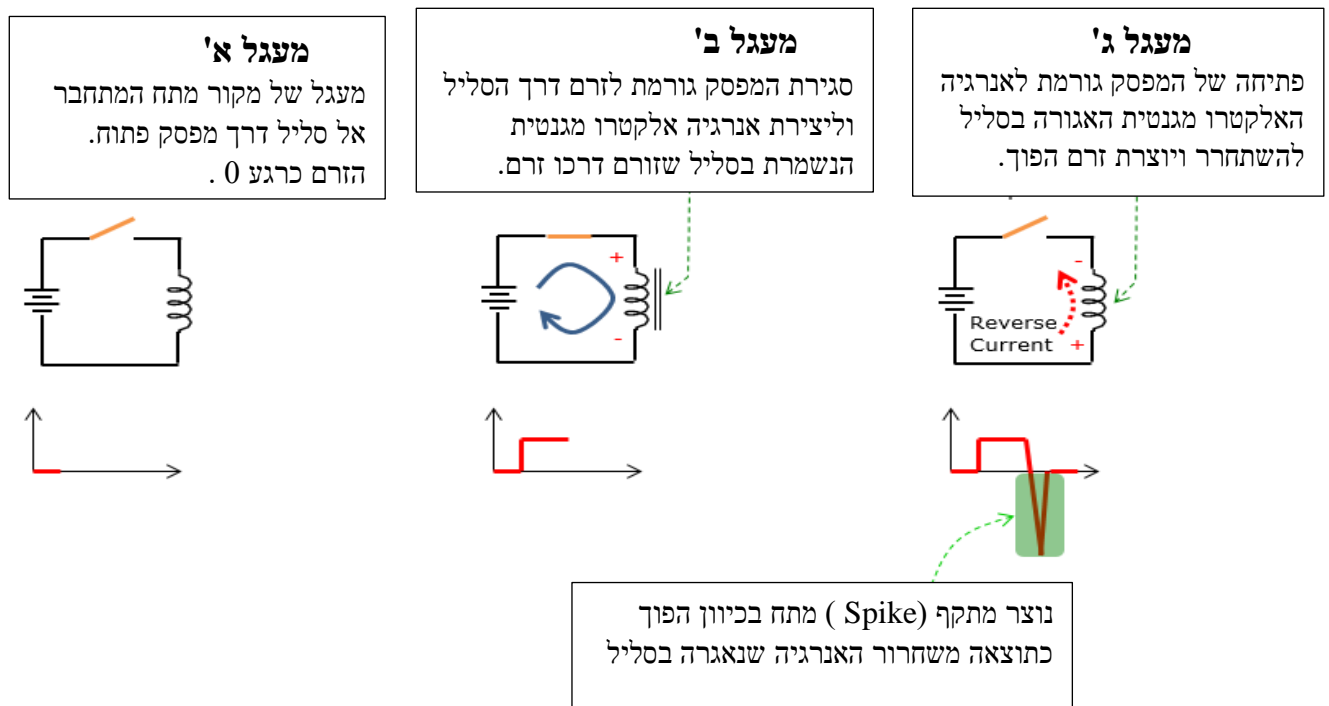 מעגל א'
מעגל של מקור מתח המתחבר
אל סליל דרך מפסק פתוח.
הזרם כרגע 0 .
מעגל ב'
סגירת המפסק גורמת לזרם דרך הסליל
וליצירת אנרגיה אלקטרו מגנטית
הנשמרת בסליל שזורם דרכו זרם.
מעגל ג'
פתיחה של המפסק גורמת לאנרגיה
האלקטרו מגנטית האגורה בסליל
להשתחרר ויוצרת זרם הפוך.
+
-
-
Reverse
Current +
נוצר מתקף (Spike ) מתח בכיוון הפוך
כתוצאה משחרור האנרגיה שנאגרה בסליל